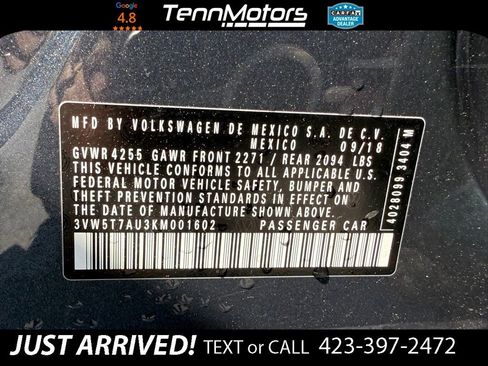 Google
4.8
TENNMOTORS
CARFAX
ADVANTAGE
DEALER
MFD BY VOLKSWAGEN DE MEXICO S.A. DE C.V.
MEXICO 09/18
GVWR 4255 GAWR FRONT 2271 / REAR 2094 LBS
THIS VEHICLE CONFORMS TO ALL APPLICABLE U.S.
FEDERAL MOTOR VEHICLE SAFETY, BUMPER AND
THEFT PREVENTION STANDARDS IN EFFECT ON
THE DATE OF MANUFACTURE SHOWN ABOVE.
3VW5T7AU3KM001602 PASSENGER CAR
4028099 3404 M
JUST ARRIVED! TEXT or CALL 423-397-2472